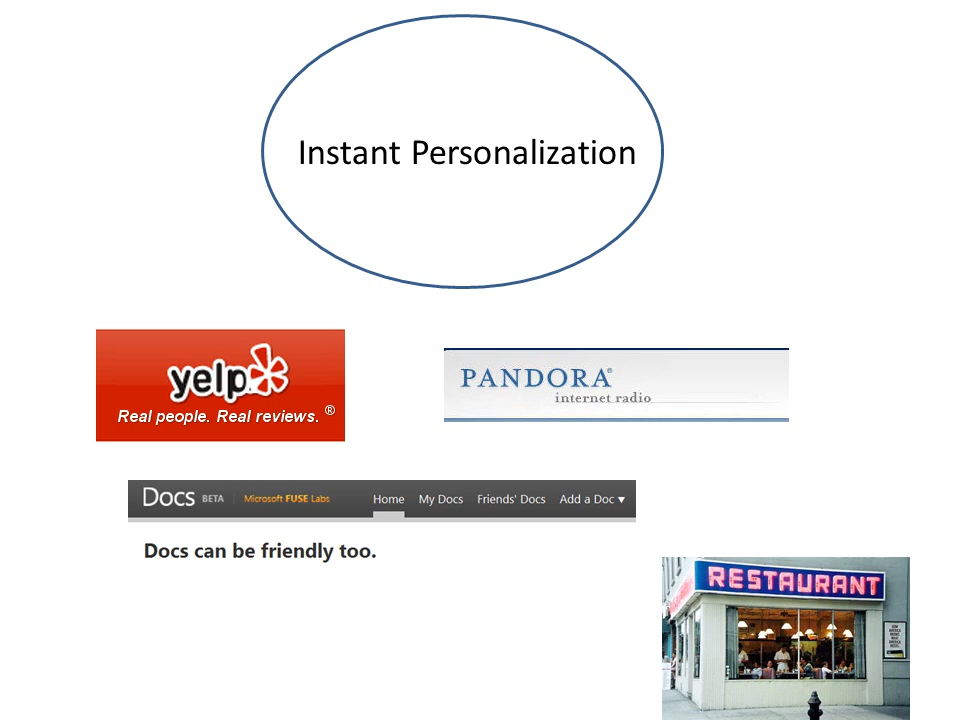 Instant Personalization
yelp
Real people. Real reviews. ®
PANDORA®
internet radio
Docs BETA | Microsoft FUSE Labs Home My Docs Friends' Docs Add a Doc ▼
Docs can be friendly too.
RESTAURANT